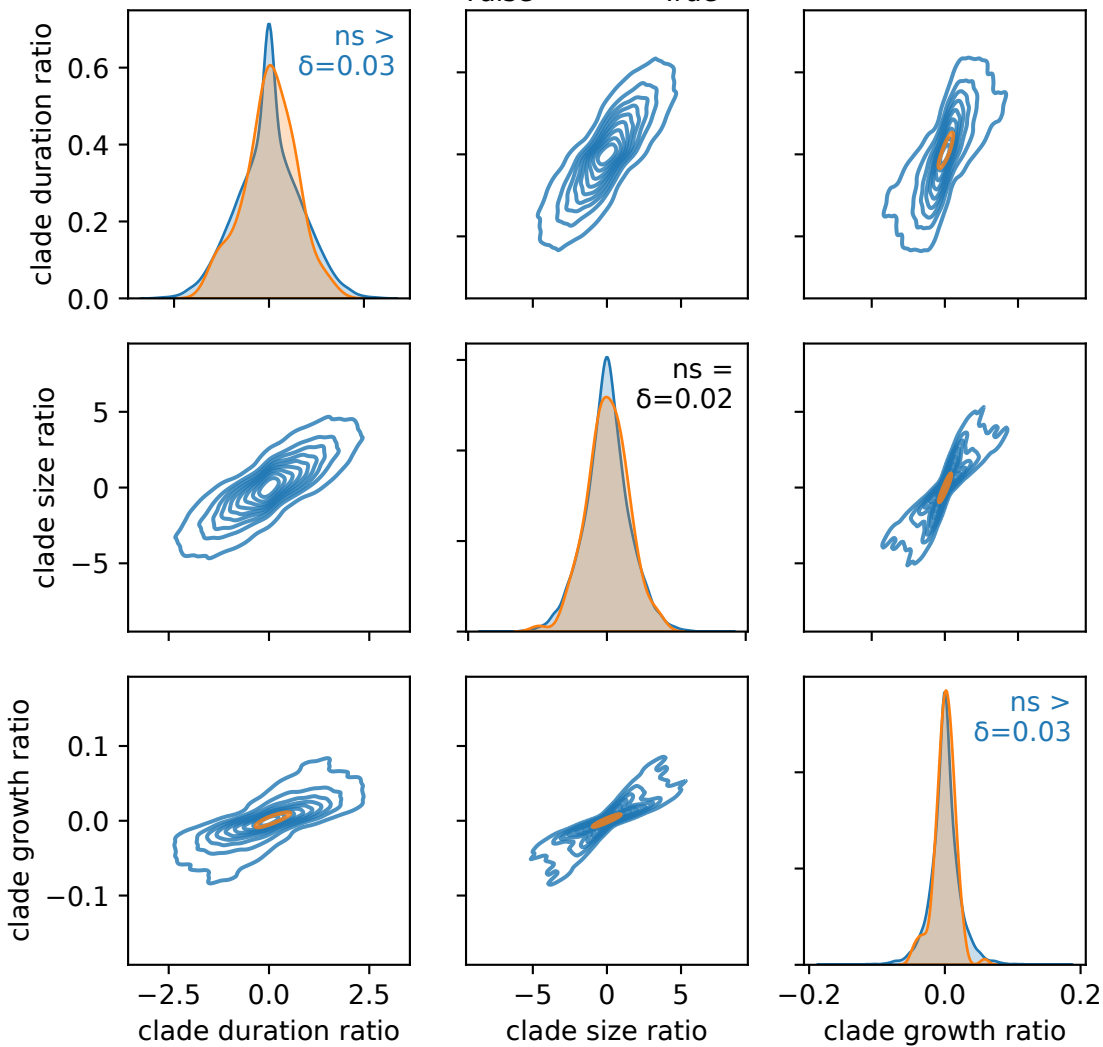 clade duration ratio
0.6
0.4
0.2
0.0
ns >
δ=0.03
clade size ratio
5
0
−5
ns =
δ=0.02
clade growth ratio
0.1
0.0
−0.1
ns >
δ=0.03
−2.5 0.0 2.5
−5 0 5
−0.2 0.0 0.2
clade duration ratio
clade size ratio
clade growth ratio